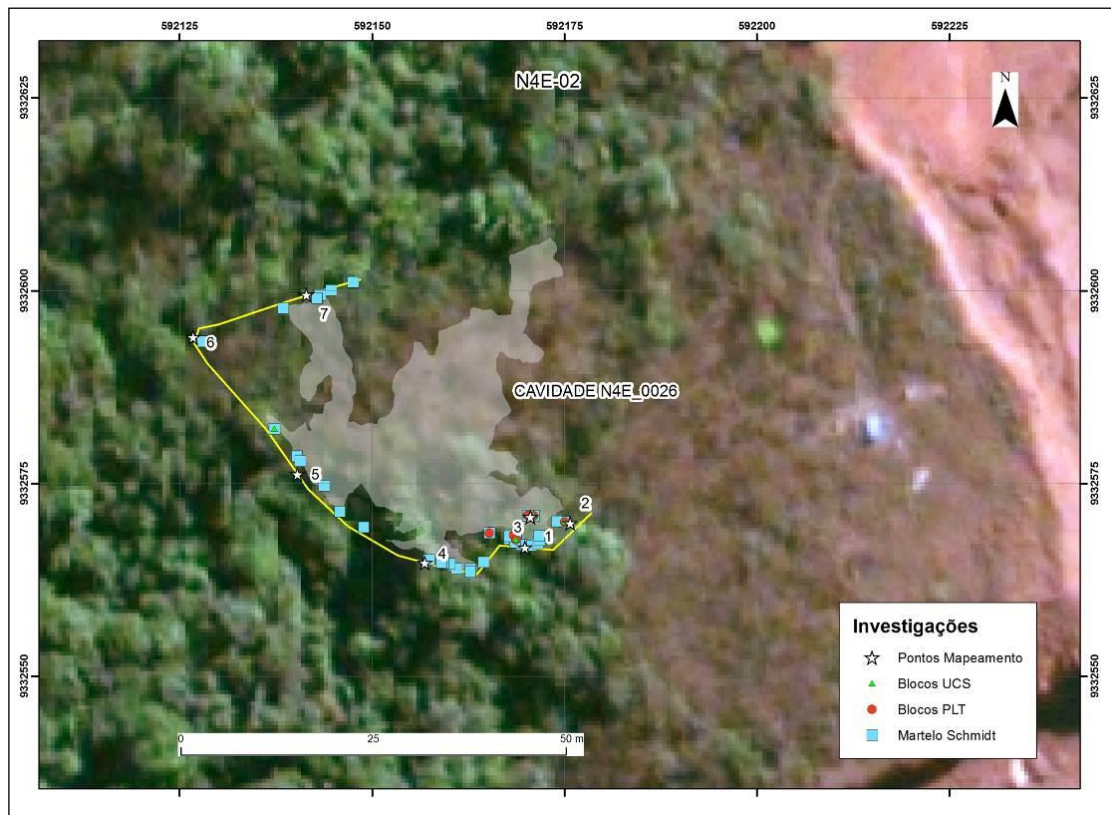 592125 592150 592175 592200 592225
N4E-02
N
9332625 9332625
9332600 9332600
7
6
CAVIDADE N4E_0026
9332575 9332575
5
2
3
1
4
9332550 9332550
Investigações
Pontos Mapeamento
Blocos UCS
Blocos PLT
Martelo Schmidt
0 25 50 m